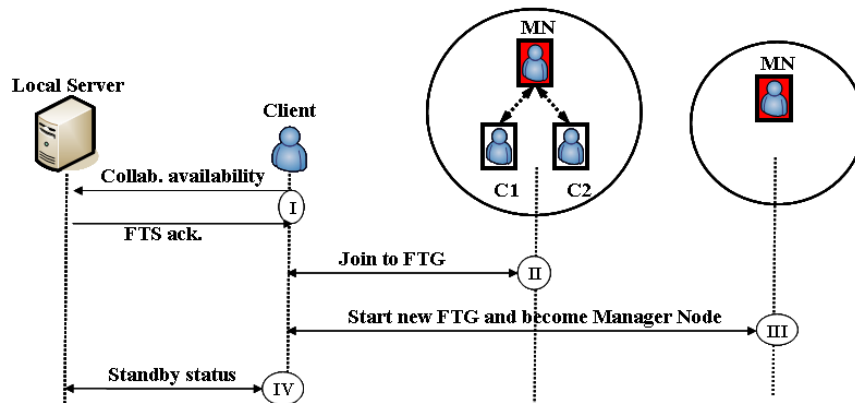 MN
MN
Local Server
Client
C1
C2
Collab. availability
I
FTS ack.
Join to FTG
II
Start new FTG and become Manager Node
III
Standby status
IV